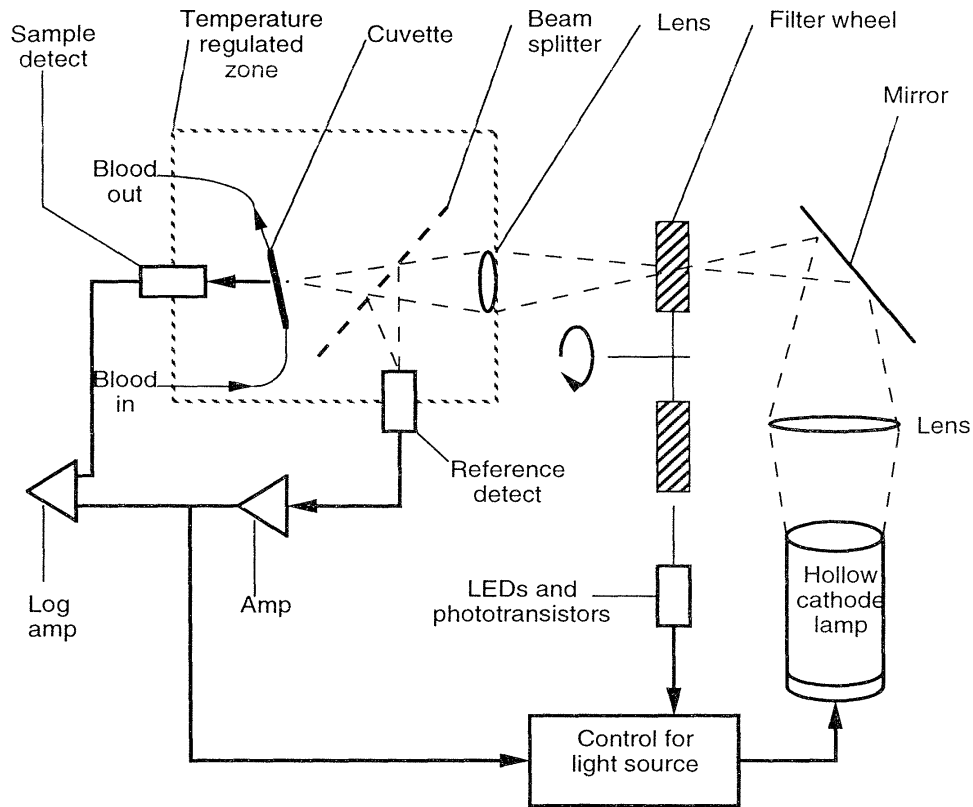 Sample
detect
Temperature
regulated
zone
Cuvette
Beam
splitter
Lens
Filter wheel
Mirror
Blood
out
Blood
in
Lens
Reference
detect
LEDs and
phototransistors
Hollow
cathode
lamp
Log
amp
Amp
Control for
light source